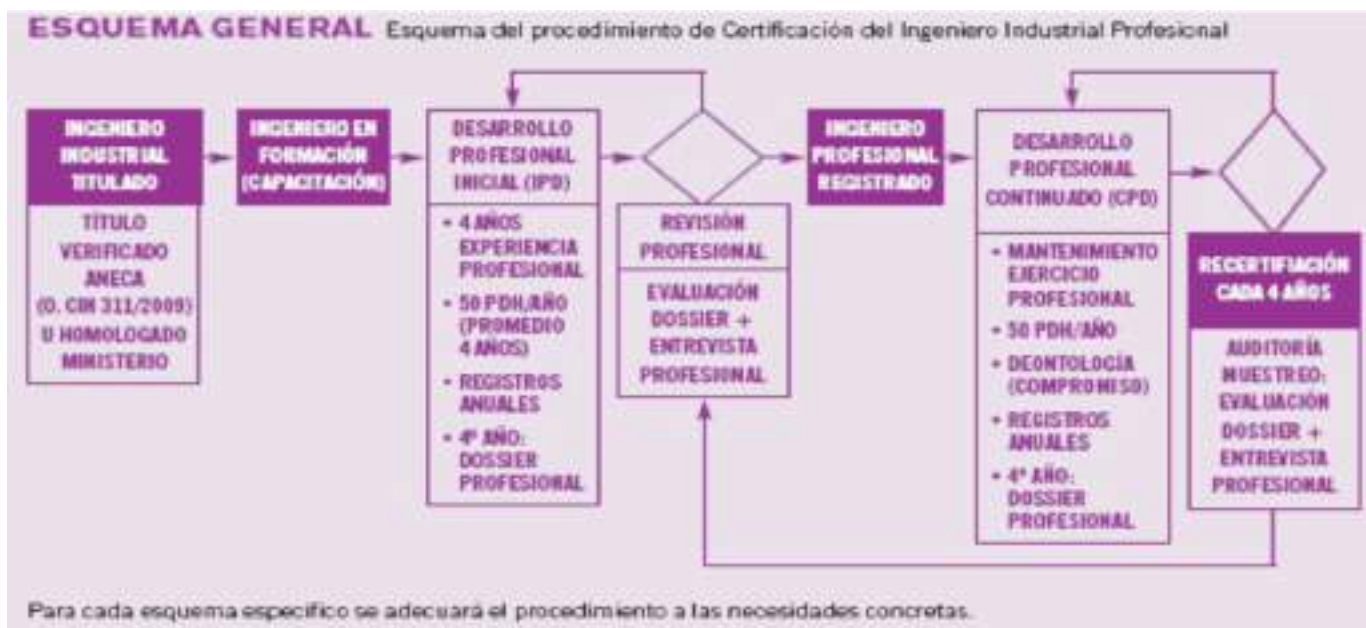 ESQUEMA GENERAL Esquema del procedimiento de Certificación del Ingeniero Industrial Profesional
INGENIERO
INDUSTRIAL
TITULADO
TÍTULO
VERIFICADO
ANECA
(O. CIN 311/2009)
U HOMOLOGADO
MINISTERIO
INGENIERO EN
FORMACIÓN
(CAPACITACIÓN)
DESARROLLO
PROFESIONAL
INICIAL (IPD)
• 4 AÑOS
EXPERIENCIA
PROFESIONAL
• 50 PDH/AÑO
(PROMEDIO
4 AÑOS)
• REGISTROS
ANUALES
• 4º AÑO:
DOSSIER
PROFESIONAL
REVISIÓN
PROFESIONAL
EVALUACIÓN
DOSSIER +
ENTREVISTA
PROFESIONAL
INGENIERO
PROFESIONAL
REGISTRADO
DESARROLLO
PROFESIONAL
CONTINUADO (CPD)
• MANTENIMIENTO
EJERCICIO
PROFESIONAL
• 50 PDH/AÑO
• DEONTOLOGÍA
(COMPROMISO)
• REGISTROS
ANUALES
• 4º AÑO:
DOSSIER
PROFESIONAL
RECERTIFIACIÓN
CADA 4 AÑOS
AUDITORÍA
MUESTREO:
EVALUACIÓN
DOSSIER +
ENTREVISTA
PROFESIONAL
Para cada esquema específico se adecuará el procedimiento a las necesidades concretas.